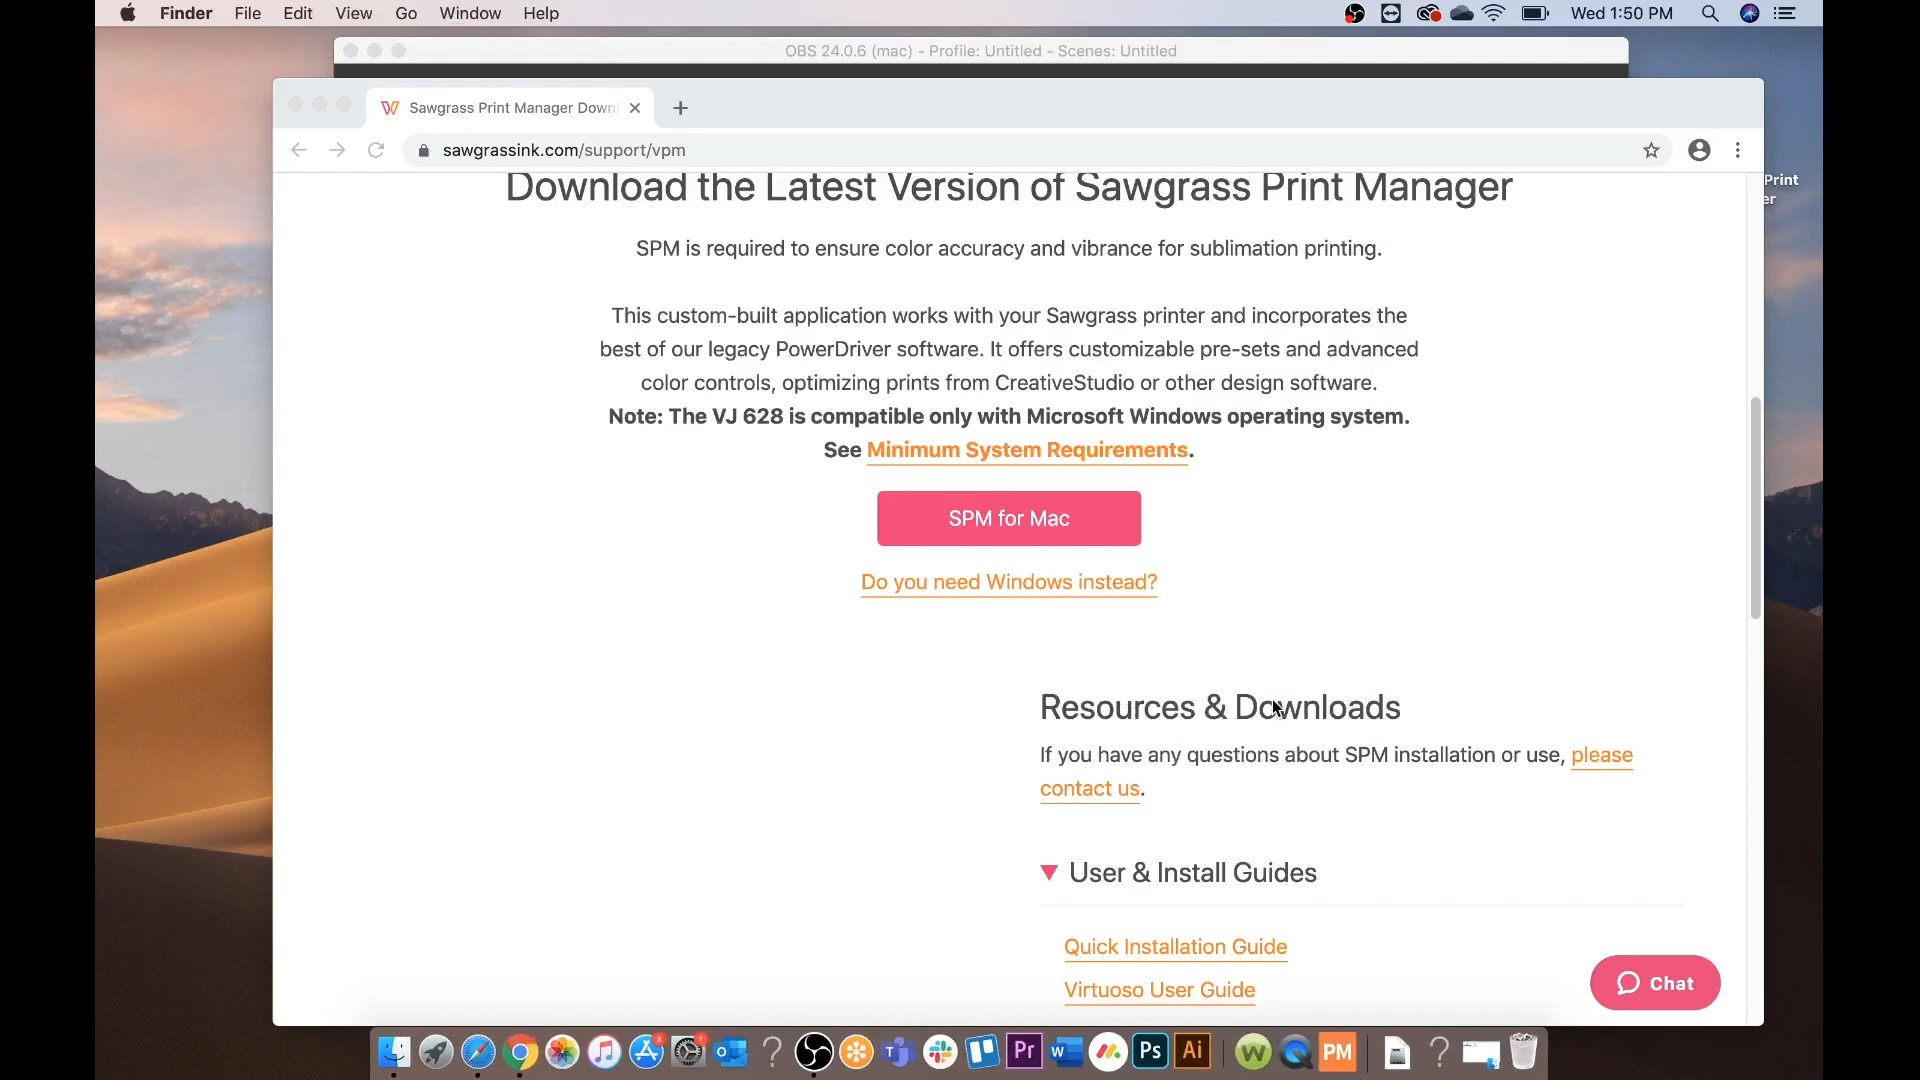 Finder File Edit View Go Window Help Wed 1:50 PM
OBS 24.0.6 (mac) - Profile: Untitled - Scenes: Untitled
Sawgrass Print Manager Down
sawgrassink.com/support/vpm
Print
er
Download the Latest Version of Sawgrass Print Manager
SPM is required to ensure color accuracy and vibrance for sublimation printing.
This custom-built application works with your Sawgrass printer and incorporates the
best of our legacy PowerDriver software. It offers customizable pre-sets and advanced
color controls, optimizing prints from CreativeStudio or other design software.
Note: The VJ 628 is compatible only with Microsoft Windows operating system.
See Minimum System Requirements.
SPM for Mac
Do you need Windows instead?
Resources & Downloads
If you have any questions about SPM installation or use, please
contact us.
User & Install Guides
Quick Installation Guide
Virtuoso User Guide
Chat
Pr W Ps Ai W PM